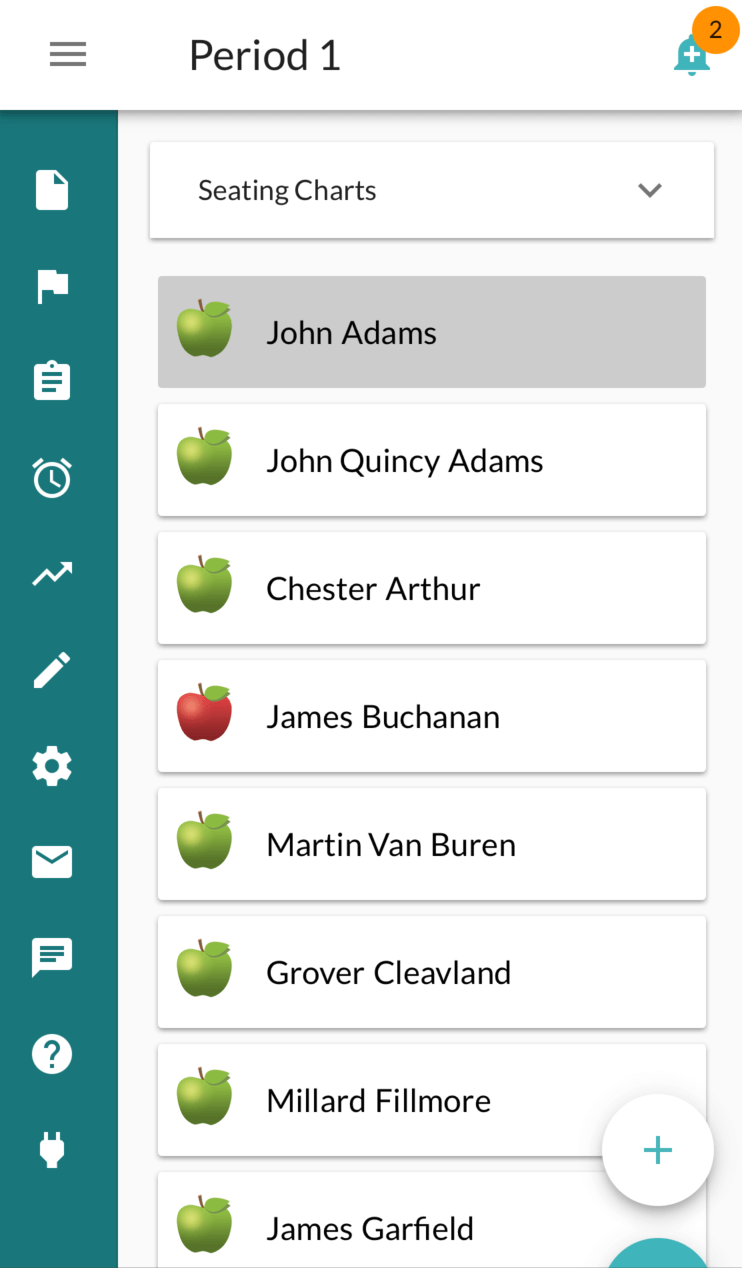 Period 1
2
Seating Charts
John Adams
John Quincy Adams
Chester Arthur
James Buchanan
Martin Van Buren
Grover Cleavland
Millard Fillmore
James Garfield